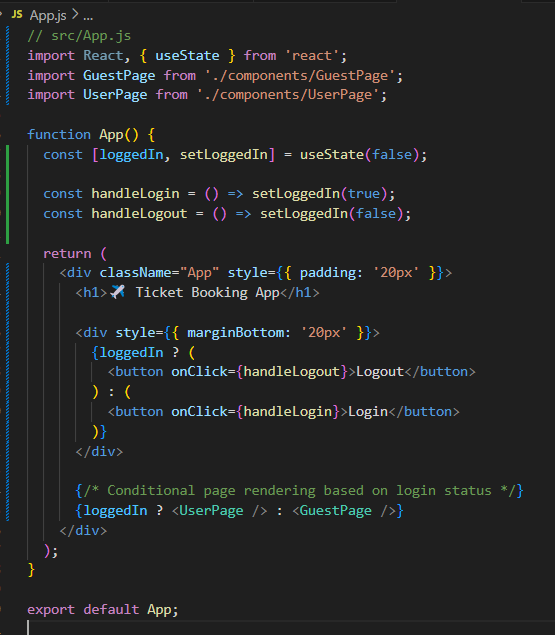 JS App.js > ...
// src/App.js
import React, { useState } from 'react';
import GuestPage from './components/GuestPage';
import UserPage from './components/UserPage';
function App() {
  const [loggedIn, setLoggedIn] = useState(false);
  const handleLogin = () => setLoggedIn(true);
  const handleLogout = () => setLoggedIn(false);
  return (
    <div className="App" style={{ padding: '20px' }}>
      <h1>✈️ Ticket Booking App</h1>
      <div style={{ marginBottom: '20px' }}>
        {loggedIn ? (
          <button onClick={handleLogout}>Logout</button>
        ) : (
          <button onClick={handleLogin}>Login</button>
        )}
      </div>
      {/* Conditional page rendering based on login status */}
      {loggedIn ? <UserPage /> : <GuestPage />}
    </div>
  );
}
export default App;